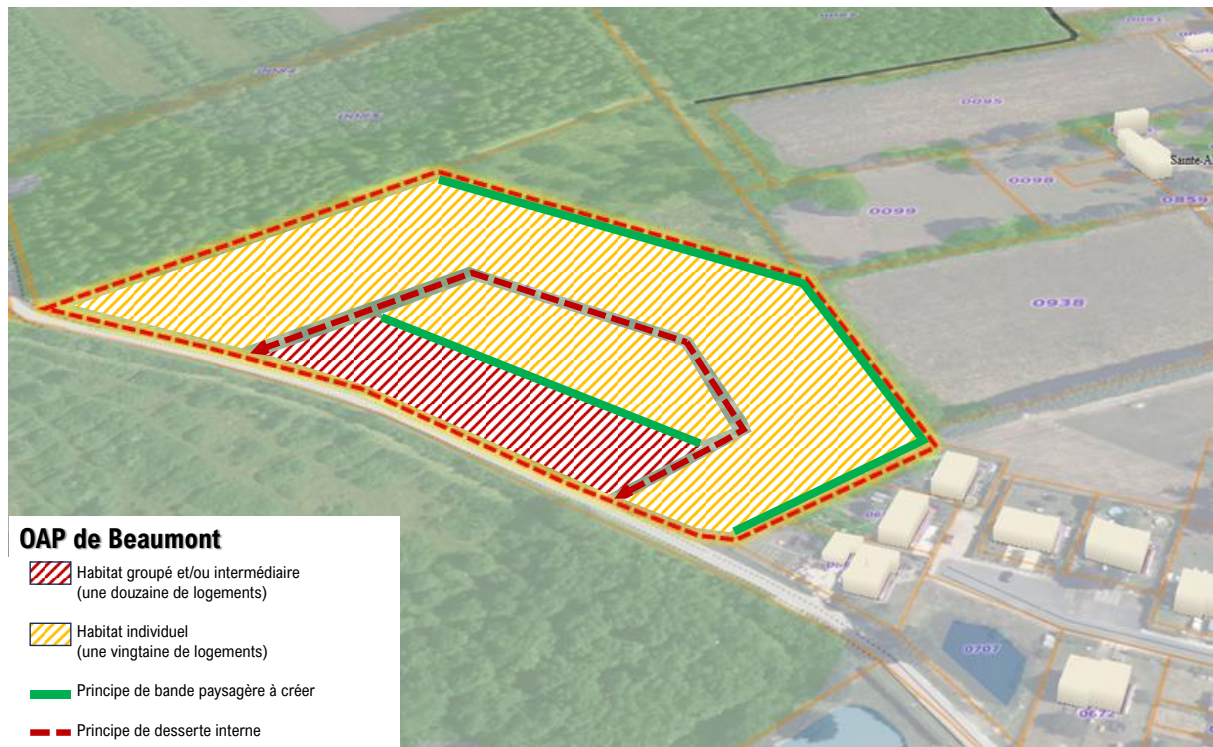 0095
Sainte-A
0098
0859
0099
0938
OAP de Beaumont
Habitat groupé et/ou intermédiaire
(une douzaine de logements)
Habitat individuel
(une vingtaine de logements)
Principe de bande paysagère à créer
Principe de desserte interne
0707
0672